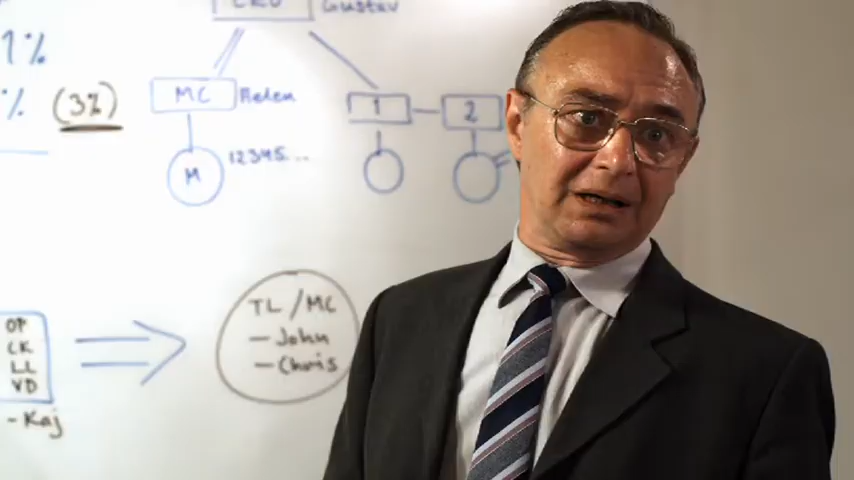 Gustav
1%
% (3%)
MC Helen
1 2
M 12345...
TL/MC
- John
- Chris
OP
CK
LL
VD
- Kaj